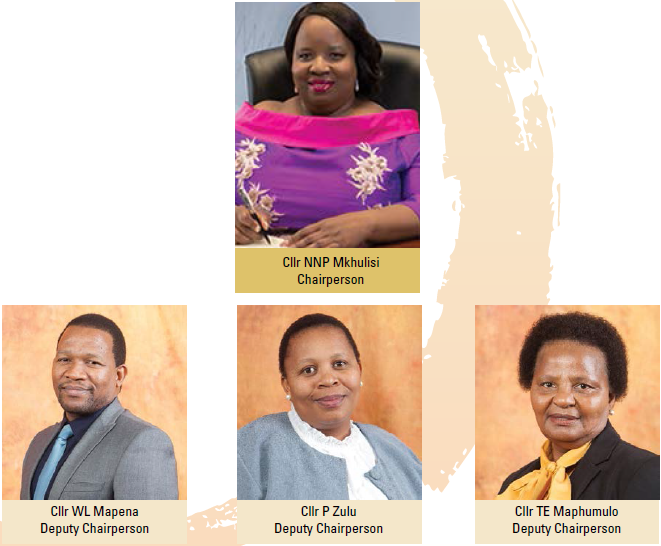 Cllr NNP Mkhulisi
Chairperson
Cllr WL Mapena
Deputy Chairperson
Cllr P Zulu
Deputy Chairperson
Cllr TE Maphumulo
Deputy Chairperson